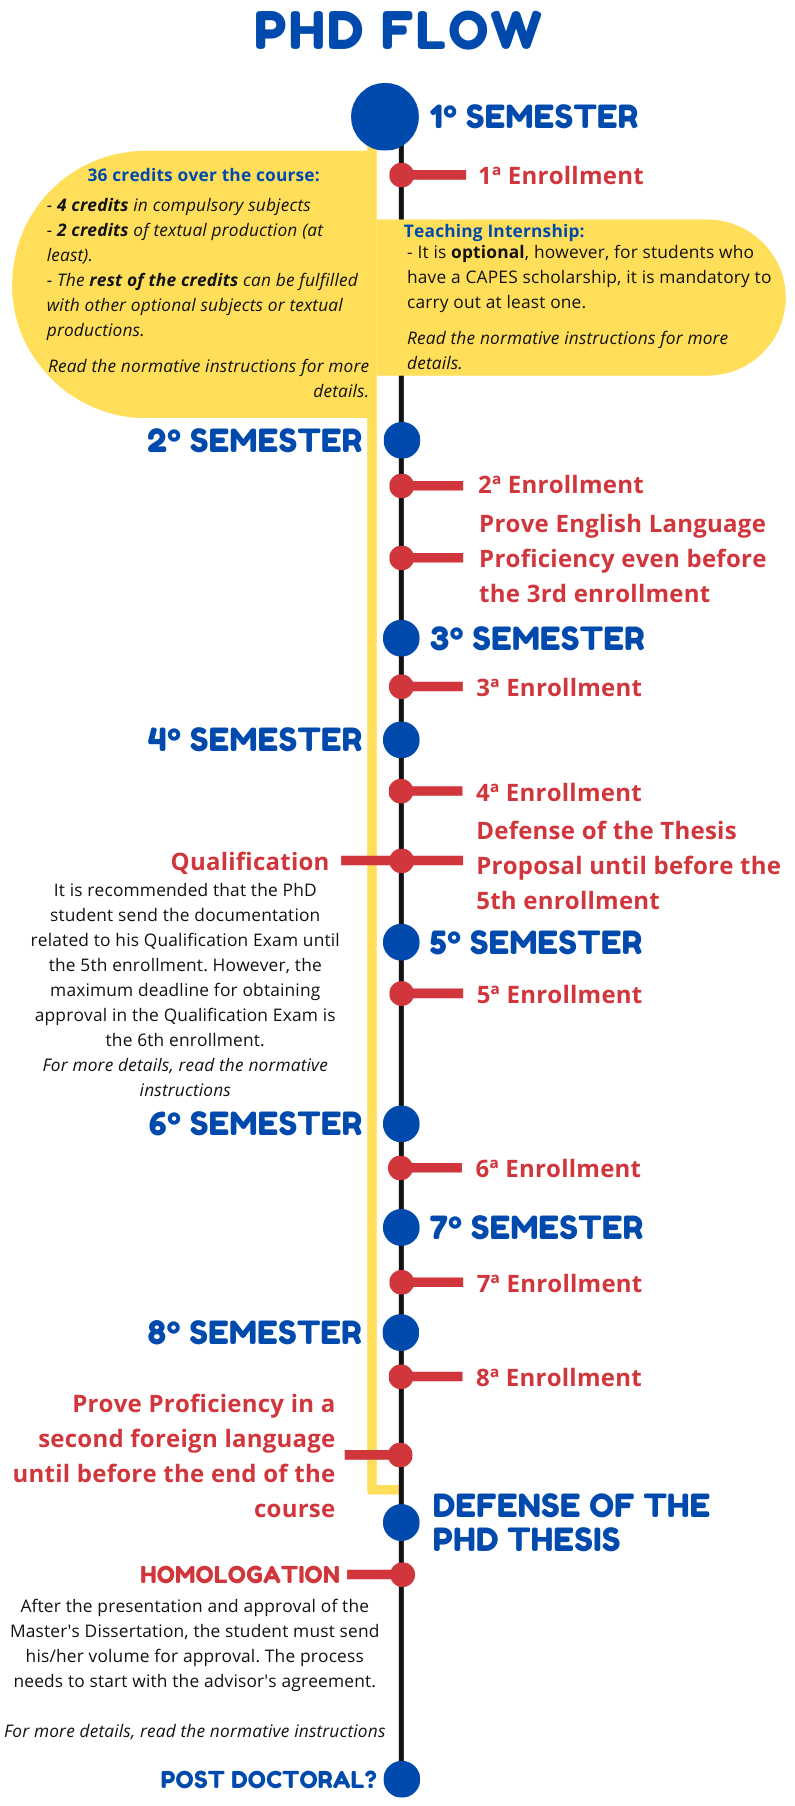 PHD FLOW
1º SEMESTER
1ª Enrollment
36 credits over the course:
- 4 credits in compulsory subjects
- 2 credits of textual production (at
least).
- The rest of the credits can be fulfilled
with other optional subjects or textual
productions.
Read the normative instructions for more
details.
Teaching Internship:
- It is optional, however, for students who
have a CAPES scholarship, it is mandatory to
carry out at least one.
Read the normative instructions for more
details.
2º SEMESTER
2ª Enrollment
Prove English Language
Proficiency even before
the 3rd enrollment
3º SEMESTER
3ª Enrollment
4º SEMESTER
4ª Enrollment
Defense of the Thesis
Proposal until before the
5th enrollment
Qualification
It is recommended that the PhD
student send the documentation
related to his Qualification Exam until
the 5th enrollment. However, the
maximum deadline for obtaining
approval in the Qualification Exam is
the 6th enrollment.
For more details, read the normative
instructions
5º SEMESTER
5ª Enrollment
6º SEMESTER
6ª Enrollment
7º SEMESTER
7ª Enrollment
8º SEMESTER
8ª Enrollment
Prove Proficiency in a
second foreign language
until before the end of the
course
DEFENSE OF THE
PHD THESIS
HOMOLOGATION
After the presentation and approval of the
Master's Dissertation, the student must send
his/her volume for approval. The process
needs to start with the advisor's agreement.
For more details, read the normative instructions
POST DOCTORAL?